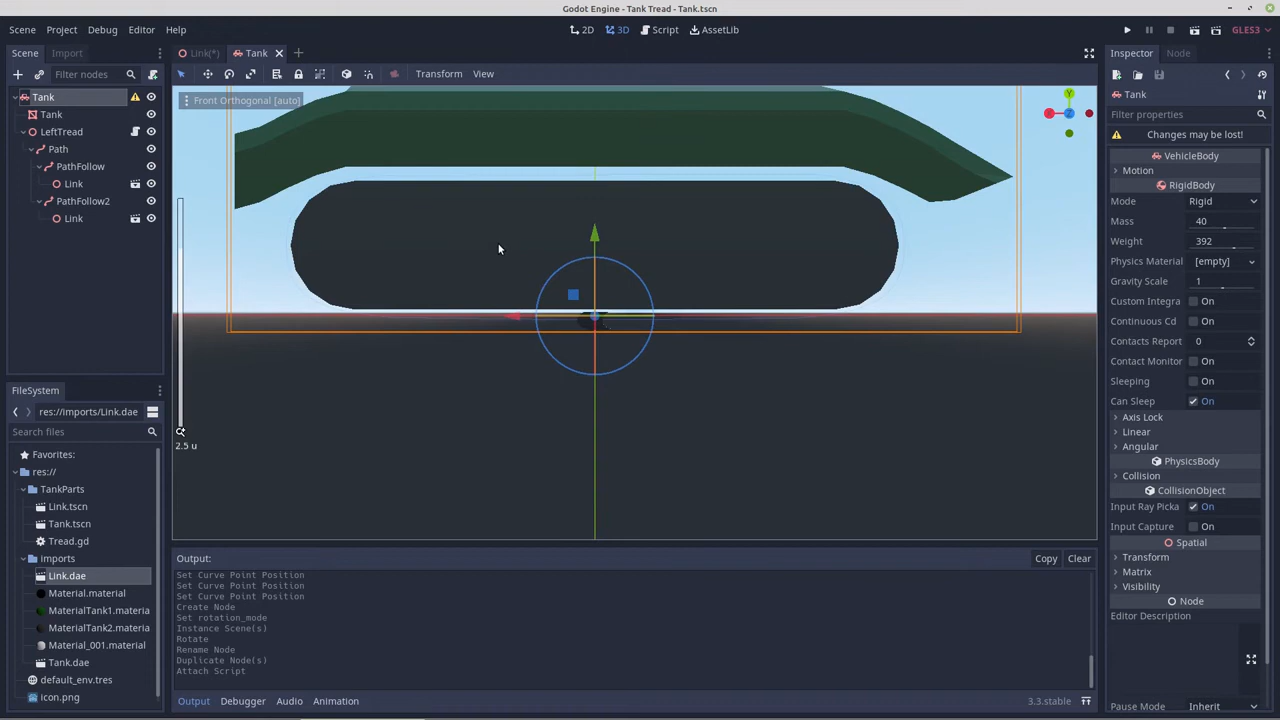 Godot Engine - Tank Tread - Tank.tscn
Scene Project Debug Editor Help
2D 3D Script AssetLib
GLES3
Scene Import
Link(*) Tank
Inspector Node
Filter nodes
Transform View
Front Orthogonal [auto]
Y
Z
Tank
Tank
LeftTread
Path
PathFollow
Link
PathFollow2
Link
2.5 u
FileSystem
res://imports/Link.dae
Search files
Favorites:
res://
TankParts
Link.tscn
Tank.tscn
Tread.gd
imports
Link.dae
Material.material
MaterialTank1.materia
MaterialTank2.materia
Material_001.material
Tank.dae
default_env.tres
icon.png
Output:
Copy Clear
Set Curve Point Position
Set Curve Point Position
Set Curve Point Position
Create Node
Set rotation_mode
Instance Scene(s)
Rotate
Rename Node
Duplicate Node(s)
Attach Script
Output Debugger Audio Animation
3.3.stable
Tank
Filter properties
Changes may be lost!
VehicleBody
Motion
RigidBody
Mode Rigid
Mass 40
Weight 392
Physics Material [empty]
Gravity Scale 1
Custom Integra On
Continuous Cd On
Contacts Report 0
Contact Monitor On
Sleeping On
Can Sleep On
Axis Lock
Linear
Angular
PhysicsBody
Collision
CollisionObject
Input Ray Picka On
Input Capture On
Spatial
Transform
Matrix
Visibility
Node
Editor Description
Pause Mode Inherit